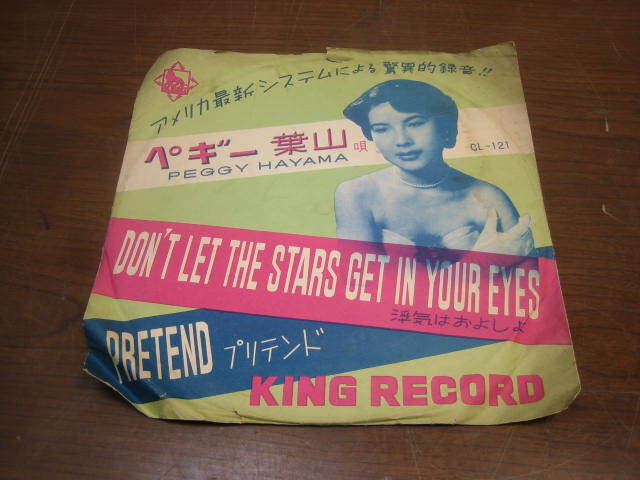 アメリカ最新システムによる驚異的録音!!
ペギー 葉山 唄
PEGGY HAYAMA
CL-121
DON'T LET THE STARS GET IN YOUR EYES
浮気はおよしよ
PRETEND プリテンド
KING RECORD